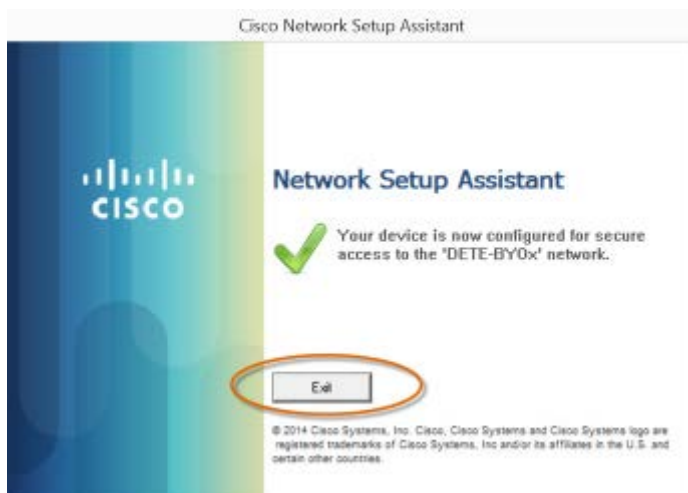 Cisco Network Setup Assistant
CISCO
Network Setup Assistant
Your device is now configured for secure
access to the 'DETE-BYOx' network.
Exit
© 2014 Cisco Systems, Inc. Cisco, Cisco Systems and Cisco Systems logo are
registered trademarks of Cisco Systems, Inc and/or its affiliates in the U.S. and
certain other countries.